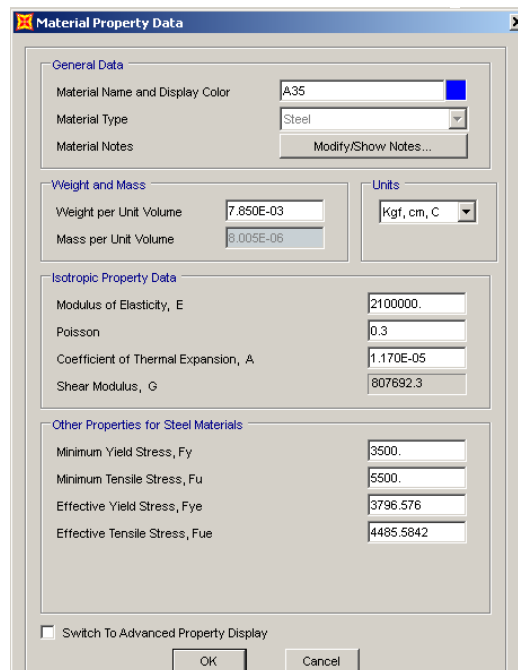 Material Property Data
General Data
Material Name and Display Color A35
Material Type Steel
Material Notes Modify/Show Notes...
Weight and Mass
Units
Weight per Unit Volume 7.850E-03
Kgf, cm, C
Mass per Unit Volume 8.005E-06
Isotropic Property Data
Modulus of Elasticity, E 2100000.
Poisson 0.3
Coefficient of Thermal Expansion, A 1.170E-05
Shear Modulus, G 807692.3
Other Properties for Steel Materials
Minimum Yield Stress, Fy 3500.
Minimum Tensile Stress, Fu 5500.
Effective Yield Stress, Fye 3796.576
Effective Tensile Stress, Fue 4485.5842
Switch To Advanced Property Display
OK Cancel